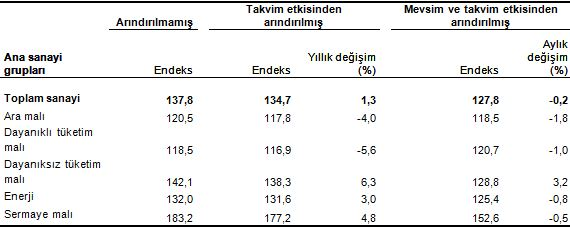 Arındırılmamış Takvim etkisinden arındırılmış Mevsim ve takvim etkisinden arındırılmış
Ana sanayi grupları Endeks Endeks Yıllık değişim (%) Endeks Aylık değişim (%)
Toplam sanayi 137,8 134,7 1,3 127,8 -0,2
Ara malı 120,5 117,8 -4,0 118,5 -1,8
Dayanıklı tüketim malı 118,5 116,9 -5,6 120,7 -1,0
Dayanıksız tüketim malı 142,1 138,3 6,3 128,8 3,2
Enerji 132,0 131,6 3,0 125,4 -0,8
Sermaye malı 183,2 177,2 4,8 152,6 -0,5